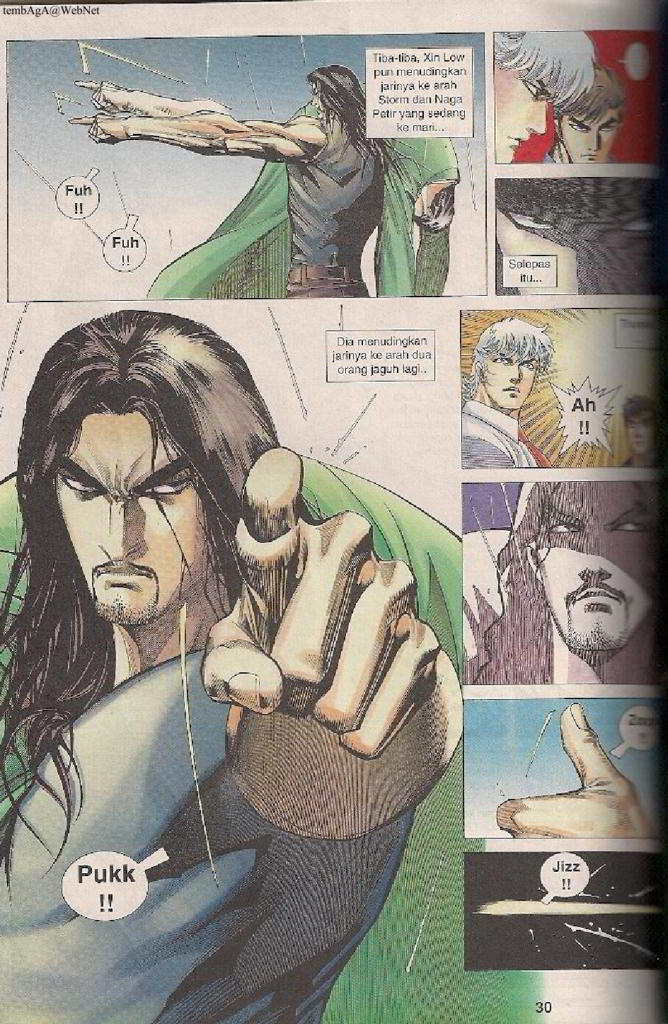 tembAgA@WebNet
Tiba-tiba, Xin Low
pun menudingkan
jarinya ke arah
Storm dan Naga
Petir yang sedang
ke mari...
Fuh
!!
Fuh
!!
Selepas
itu...
Dia menudingkan
jarinya ke arah dua
orang jaguh lagi..
Ah
!!
Pukk
!!
Jizz
!!
30